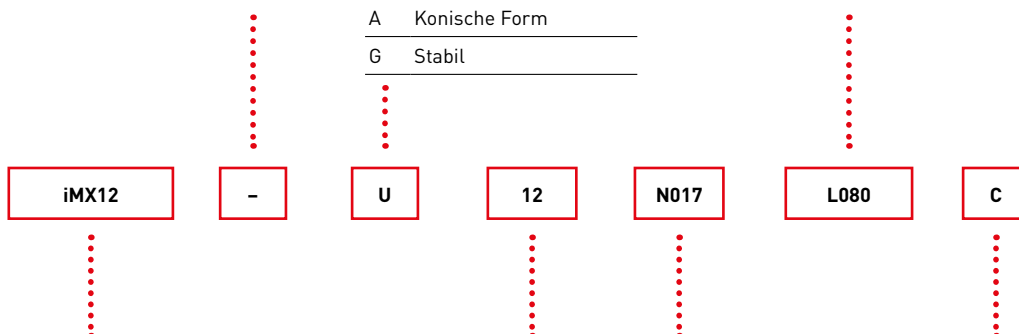 A Konische Form
G Stabil
iMX12 – U 12 N017 L080 C